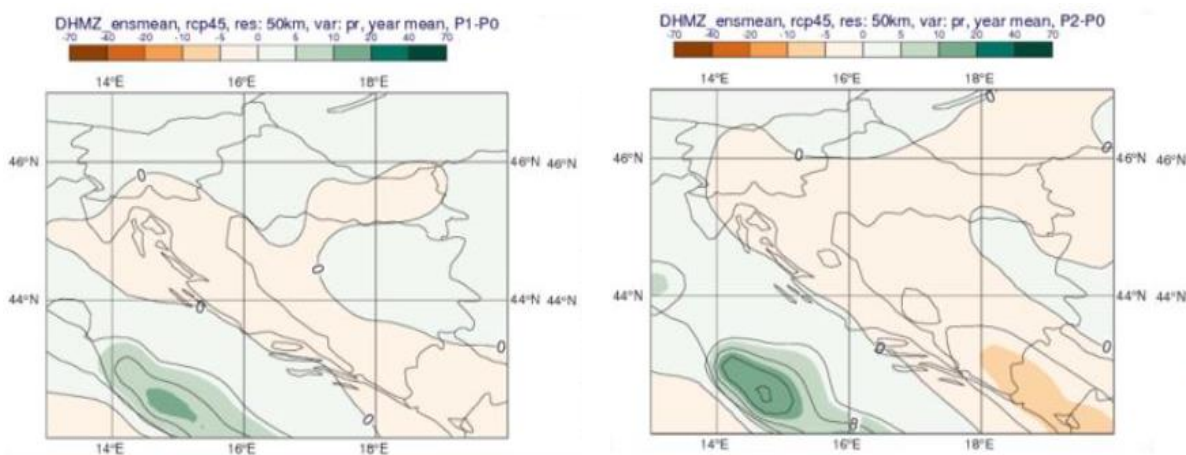 DHMZ_ensmean, rcp45, res: 50km, var: pr, year mean, P1-P0
-70 -40 -20 -10 -5 0 5 10 20 40 70
14°E 16°E 18°E
46°N 46°N
44°N 44°N
0
0
0
0
0
14°E 16°E 18°E
DHMZ_ensmean, rcp45, res: 50km, var: pr, year mean, P2-P0
-70 -40 -20 -10 -5 0 5 10 20 40 70
14°E 16°E 18°E
46°N 46°N
44°N 44°N
0
0
0
0
0
8
14°E 16°E 18°E